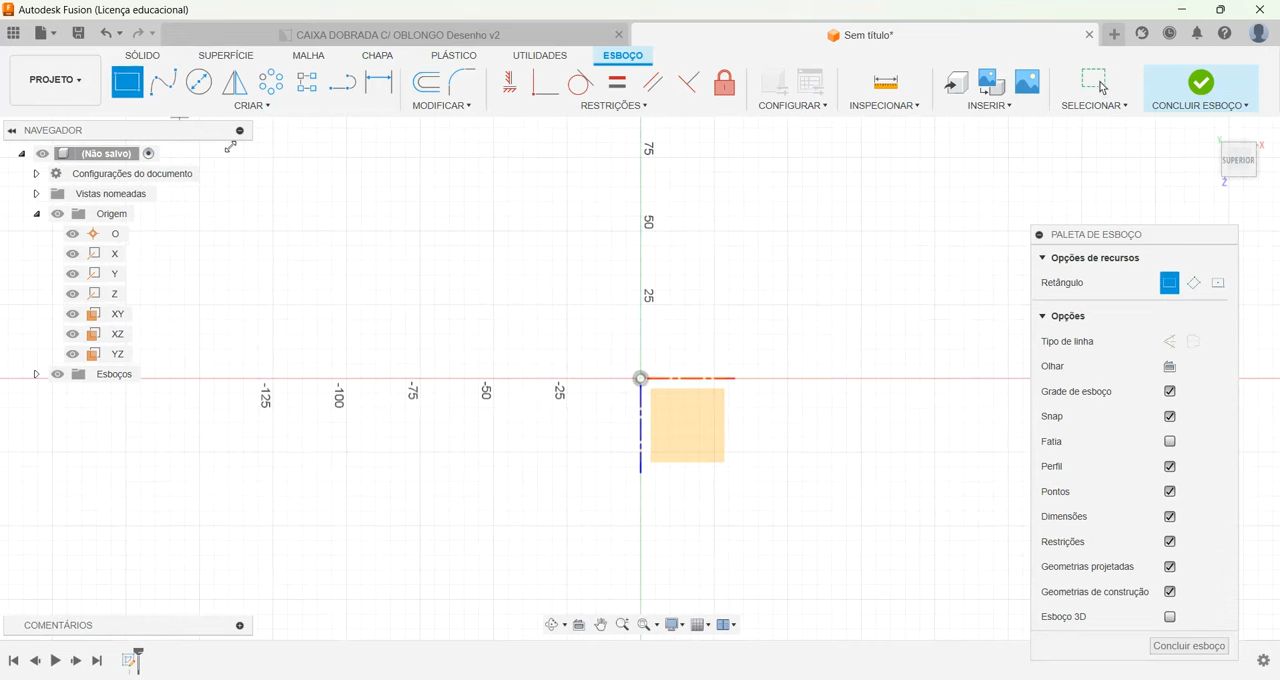 Autodesk Fusion (Licença educacional)
CAIXA DOBRADA C/ OBLONGO Desenho v2
Sem título*
SÓLIDO
SUPERFÍCIE
MALHA
CHAPA
PLÁSTICO
UTILIDADES
ESBOÇO
PROJETO
CRIAR
MODIFICAR
RESTRIÇÕES
CONFIGURAR
INSPECIONAR
INSERIR
SELECIONAR
CONCLUIR ESBOÇO
NAVEGADOR
(Não salvo)
Configurações do documento
Vistas nomeadas
Origem
O
X
Y
Z
XY
XZ
YZ
Esboços
75
50
25
-125
-100
-75
-50
-25
Y
X
SUPERIOR
Z
PALETA DE ESBOÇO
Opções de recursos
Retângulo
Opções
Tipo de linha
Olhar
Grade de esboço
Snap
Fatia
Perfil
Pontos
Dimensões
Restrições
Geometrias projetadas
Geometrias de construção
Esboço 3D
Concluir esboço
COMENTÁRIOS